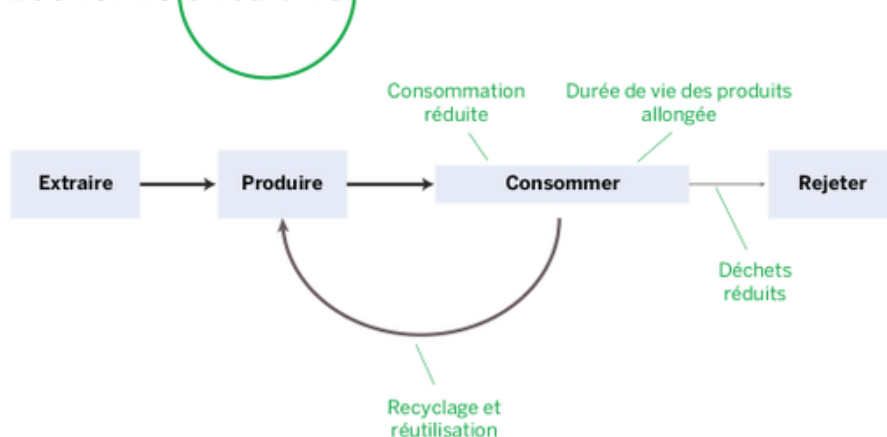 Consommation
réduite
Durée de vie des produits
allongée
Extraire
Produire
Consommer
Rejeter
Déchets
réduits
Recyclage et
réutilisation